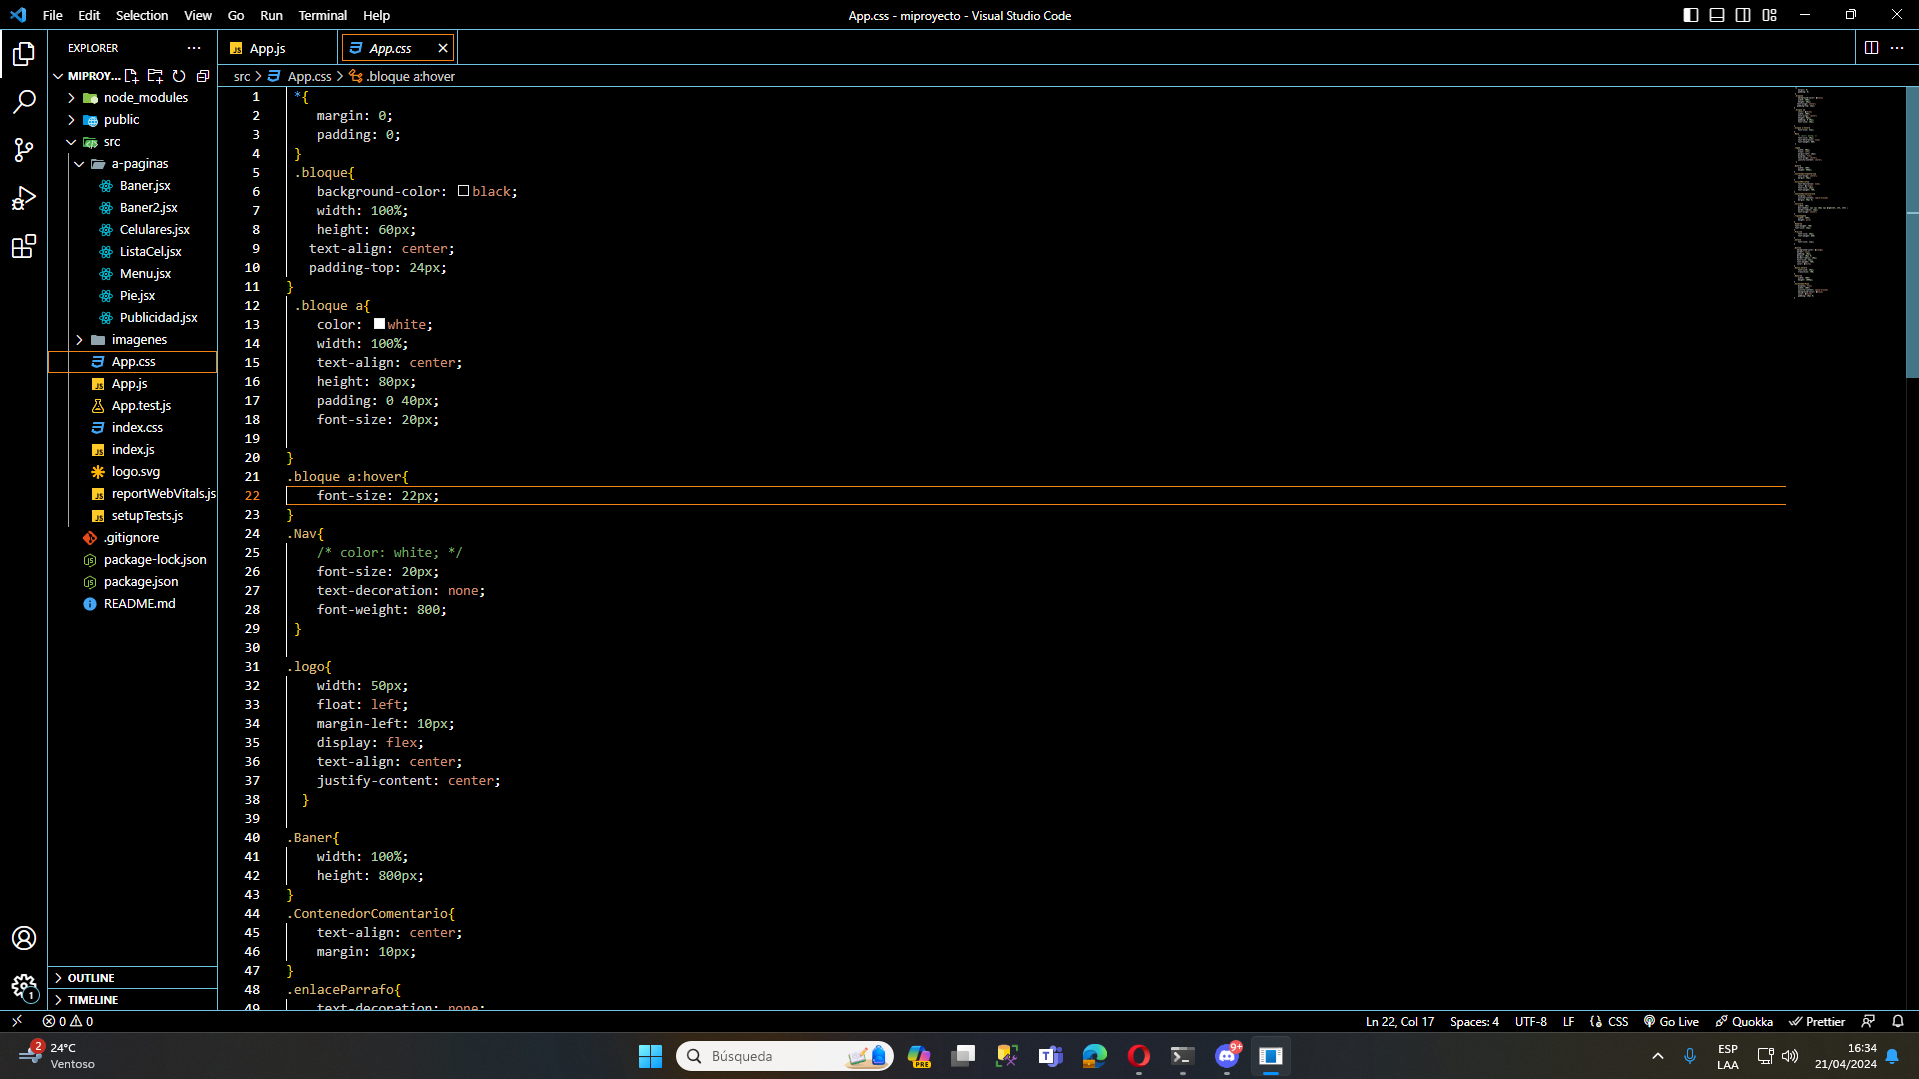 File Edit Selection View Go Run Terminal Help
App.css - miproyecto - Visual Studio Code
EXPLORER
MIPROY...
node_modules
public
src
a-paginas
Baner.jsx
Baner2.jsx
Celulares.jsx
ListaCel.jsx
Menu.jsx
Pie.jsx
Publicidad.jsx
imagenes
App.css
App.js
App.test.js
index.css
index.js
logo.svg
reportWebVitals.js
setupTests.js
.gitignore
package-lock.json
package.json
README.md
OUTLINE
TIMELINE
App.js
App.css
src > App.css > .bloque a:hover
1 *{
2 margin: 0;
3 padding: 0;
4 }
5 .bloque{
6 background-color: black;
7 width: 100%;
8 height: 60px;
9 text-align: center;
10 padding-top: 24px;
11 }
12 .bloque a{
13 color: white;
14 width: 100%;
15 text-align: center;
16 height: 80px;
17 padding: 0 40px;
18 font-size: 20px;
19
20 }
21 .bloque a:hover{
22 font-size: 22px;
23 }
24 .Nav{
25 /* color: white; */
26 font-size: 20px;
27 text-decoration: none;
28 font-weight: 800;
29 }
30
31 .logo{
32 width: 50px;
33 float: left;
34 margin-left: 10px;
35 display: flex;
36 text-align: center;
37 justify-content: center;
38 }
39
40 .Baner{
41 width: 100%;
42 height: 800px;
43 }
44 .ContenedorComentario{
45 text-align: center;
46 margin: 10px;
47 }
48 .enlaceParrafo{
49 text-decoration: none;
1
0 0
Ln 22, Col 17 Spaces: 4 UTF-8 LF CSS Go Live Quokka Prettier
2
24°C
Ventoso
Búsqueda
PRE
9+
ESP
LAA
16:34
21/04/2024